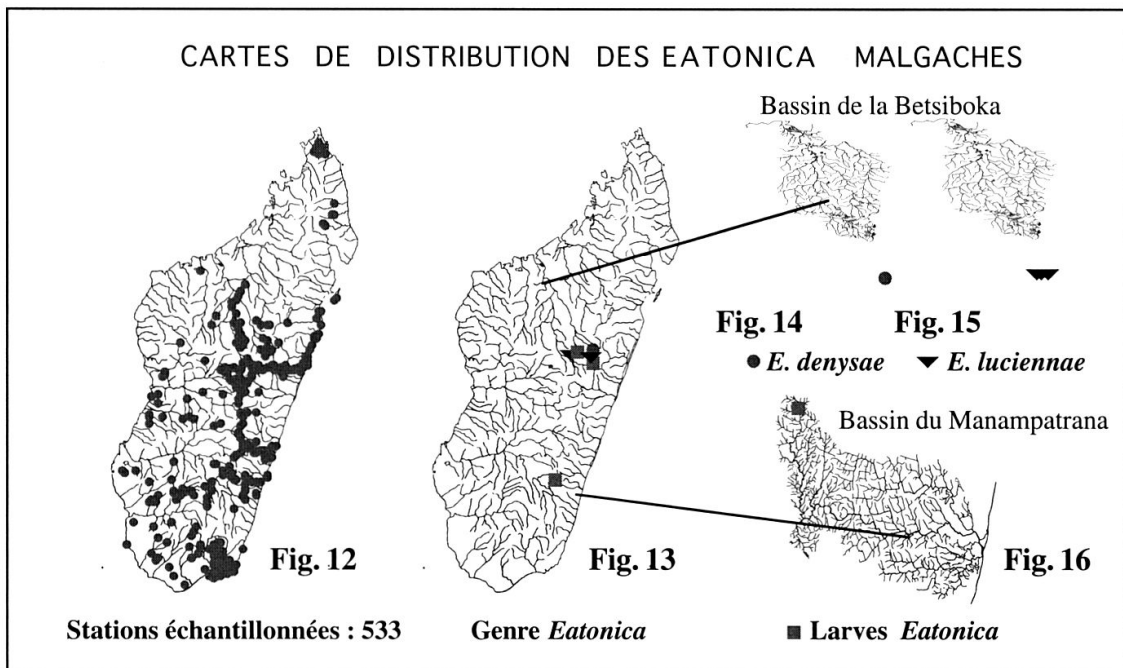 CARTES DE DISTRIBUTION DES EATONICA MALGACHES
Bassin de la Betsiboka
Fig. 14
Fig. 15
E. denysae
E. luciennae
Bassin du Manampatrana
Fig. 12
Fig. 13
Fig. 16
Stations échantillonnées : 533
Genre Eatonica
Larves Eatonica